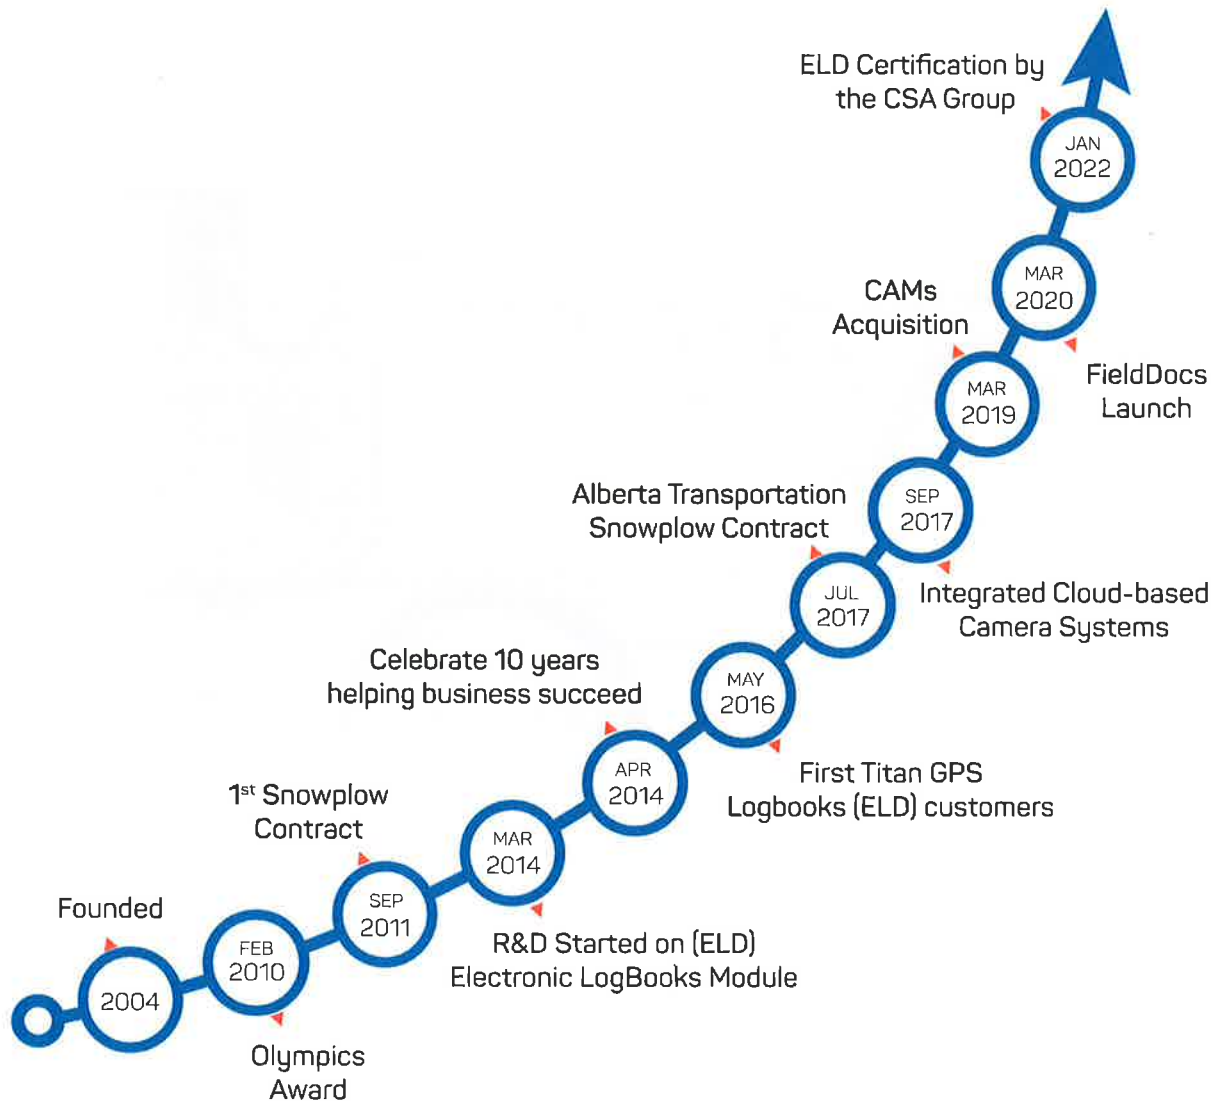 ELD Certification by
the CSA Group
JAN
2022
MAR
2020
CAMs
Acquisition
FieldDocs
Launch
MAR
2019
Alberta Transportation
Snowplow Contract
SEP
2017
Integrated Cloud-based
Camera Systems
JUL
2017
Celebrate 10 years
helping business succeed
MAY
2016
First Titan GPS
Logbooks (ELD) customers
APR
2014
1st Snowplow
Contract
MAR
2014
R&D Started on (ELD)
Electronic LogBooks Module
SEP
2011
Founded
FEB
2010
2004
Olympics
Award